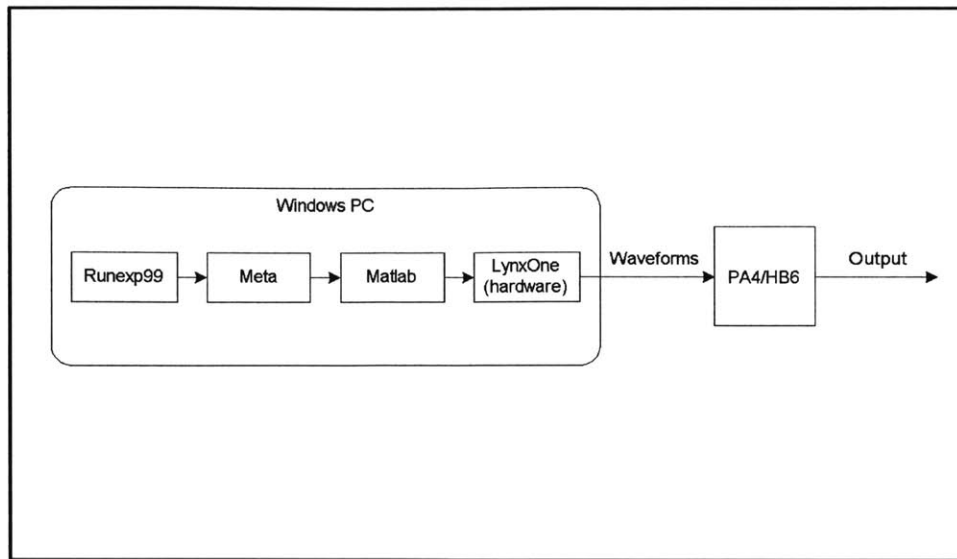 Windows PC
Runexp99
Meta
Matlab
LynxOne
(hardware)
Waveforms
PA4/HB6
Output